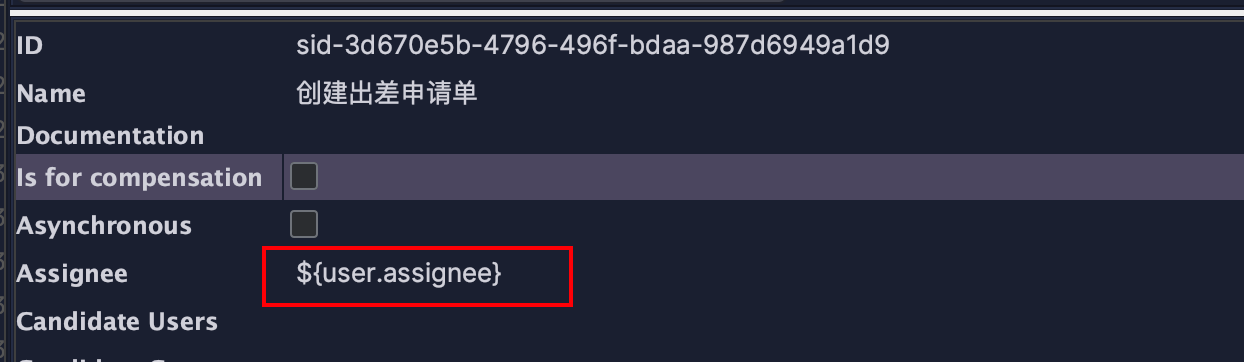 ID sid-3d670e5b-4796-496f-bdaa-987d6949a1d9
Name 创建出差申请单
Documentation
Is for compensation
Asynchronous
Assignee ${user.assignee}
Candidate Users